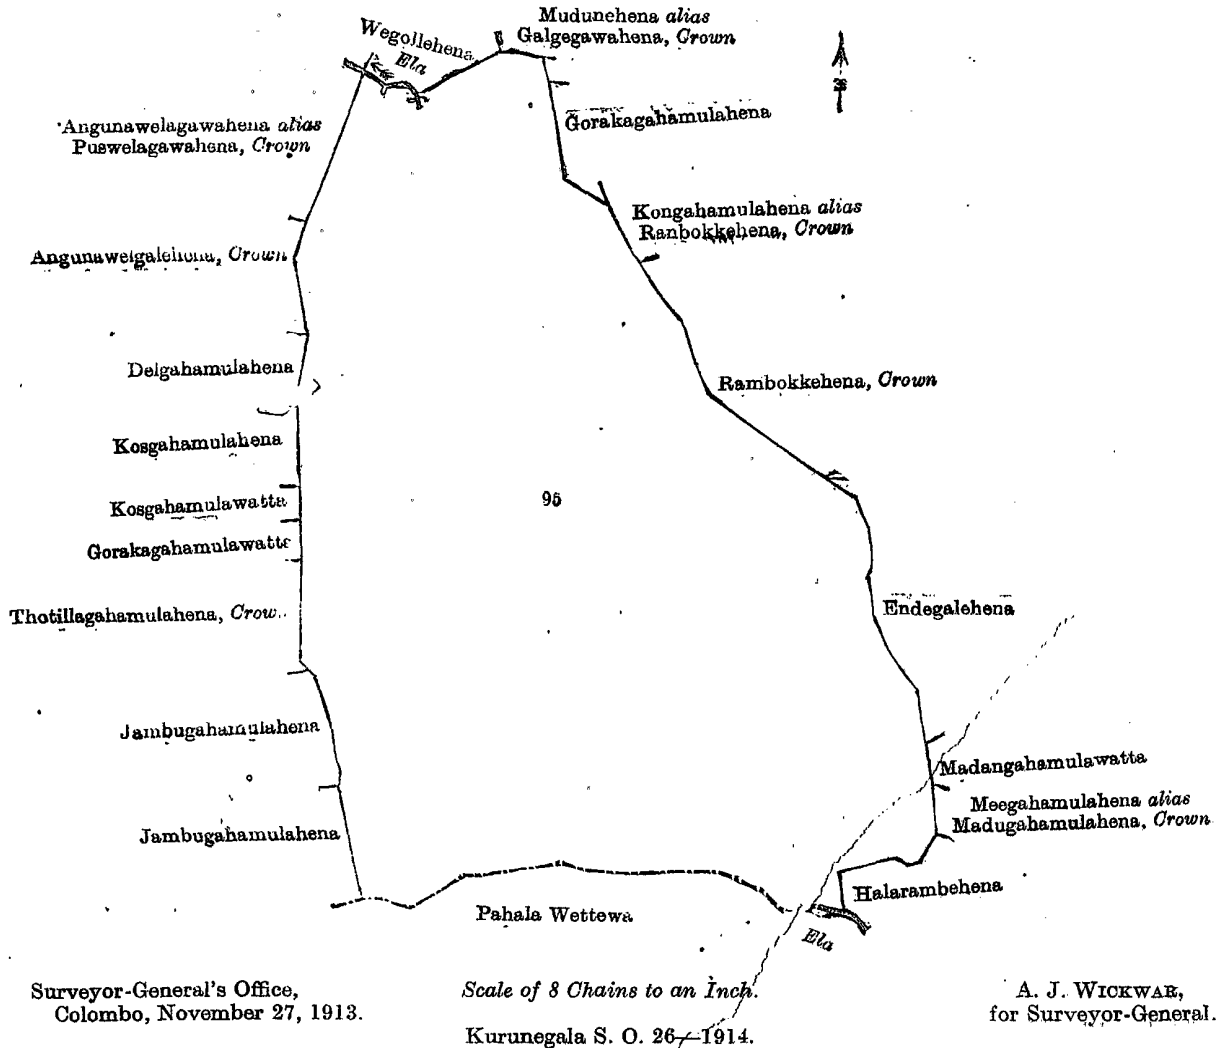 Mudunehena alias
Galgegawahena, Crown
Wegollehena
Ela
Gorakagahamulahena
Angunawelagawahena alias
Puswelagawahena, Crown
Kongahamulahena alias
Ranbokkehena, Crown
Angunawelgalehena, Crown
Delgahamulahena
Rambokkehena, Crown
Kosgahamulahena
95
Kosgahamulawatta
Gorakagahamulawatta
Endegalehena
Thotillagahamulahena, Crown
Jambugahamulahena
Madangahamulawatta
Meegahamulahena alias
Madugahamulahena, Crown
Jambugahamulahena
Halarambehena
Pahala Wettewa
Ela
Surveyor-General's Office,
Colombo, November 27, 1913.
Scale of 8 Chains to an Inch.
A. J. WICKWAR,
for Surveyor-General.
Kurunegala S. O. 26—1914.